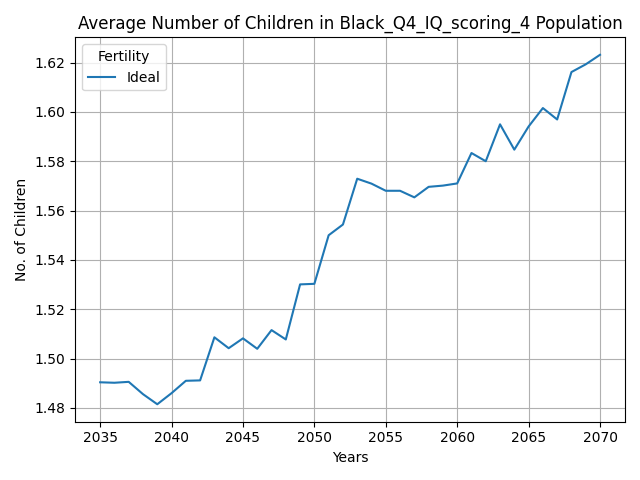 Average Number of Children in Black_Q4_IQ_scoring_4 Population
Fertility
Ideal
No. of Children
1.62
1.60
1.58
1.56
1.54
1.52
1.50
1.48
2035 2040 2045 2050 2055 2060 2065 2070
Years